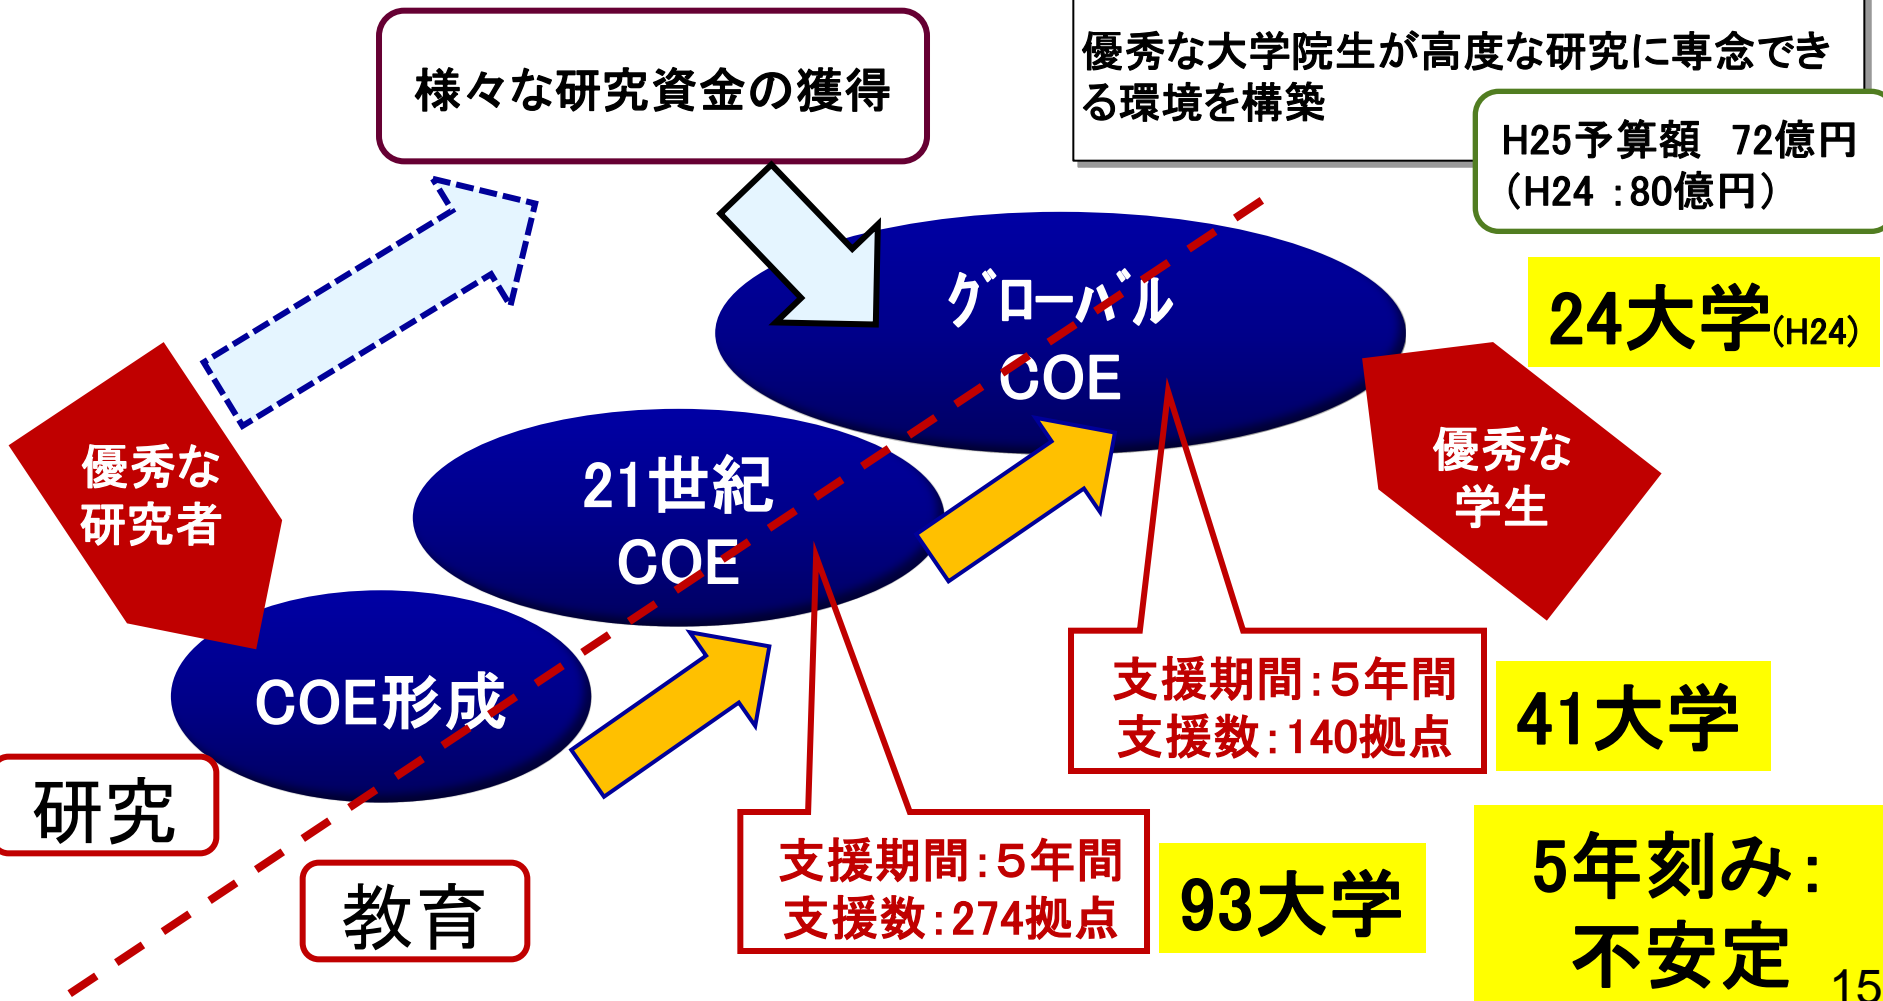 様々な研究資金の獲得
優秀な大学院生が高度な研究に専念でき
る環境を構築
H25予算額　72億円
（H24 ：80億円）
24大学(H24)
ｸﾞﾛｰﾊﾞﾙ
COE
優秀な
研究者
21世紀
COE
優秀な
学生
COE形成
支援期間：５年間
支援数：140拠点
41大学
研究
教育
支援期間：５年間
支援数：274拠点
93大学
5年刻み：
不安定
15